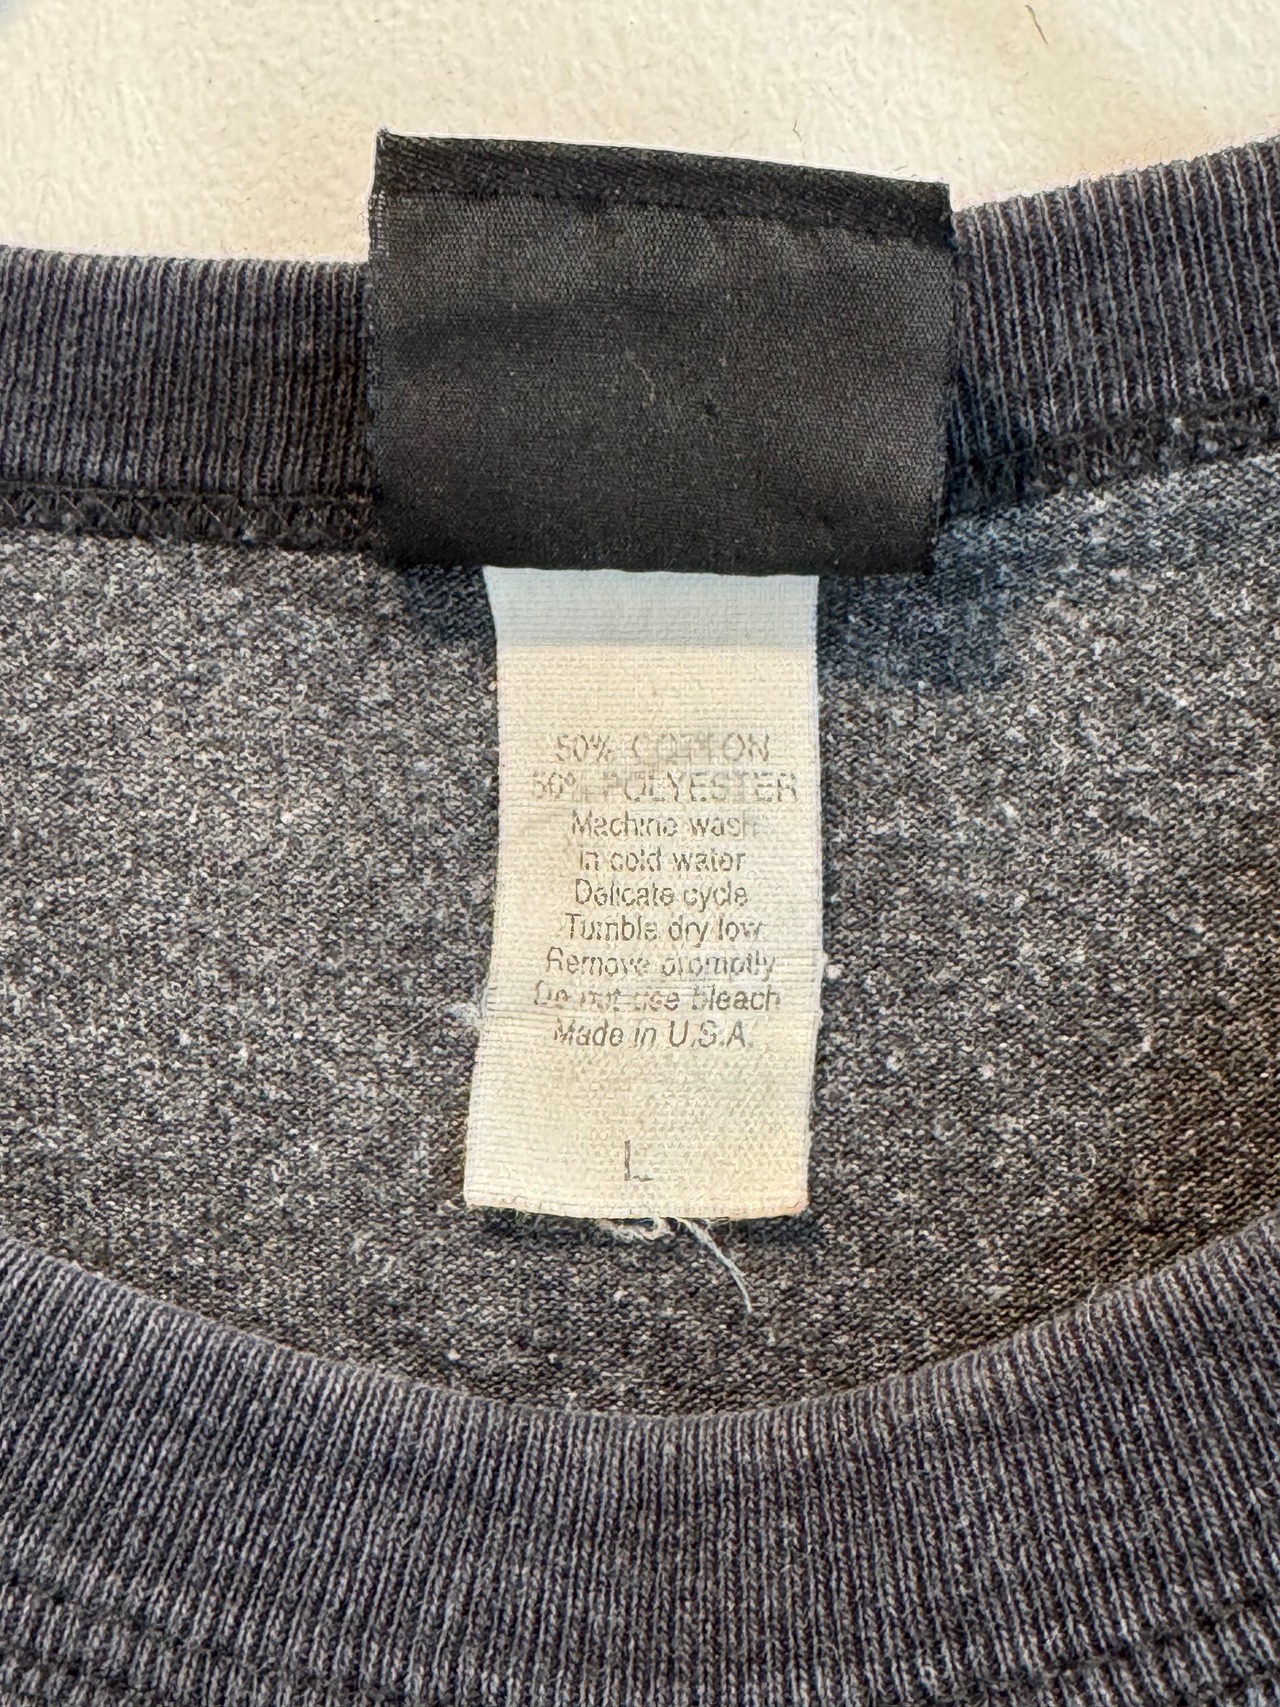 50% COTTON
50% POLYESTER
Machine wash
in cold water
Delicate cycle
Tumble dry low
Remove promptly
Do not use bleach
Made in U.S.A.
L